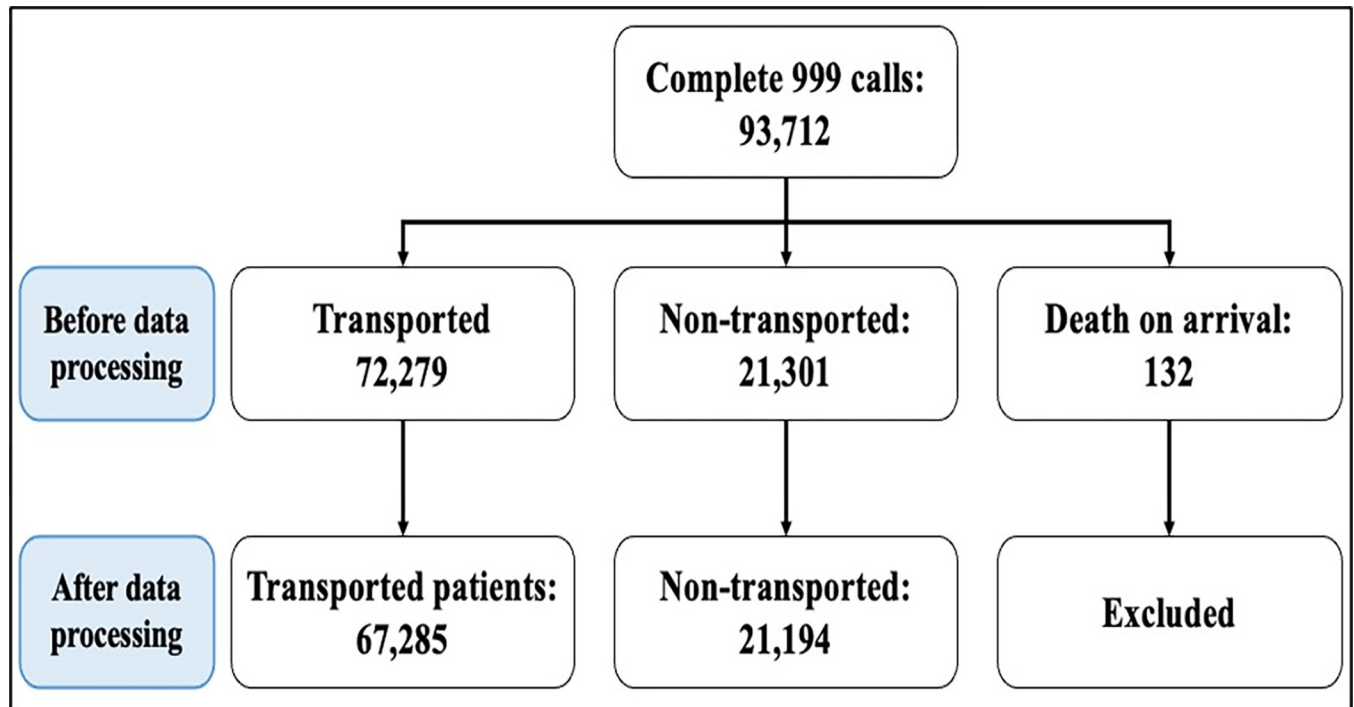 Complete 999 calls:
93,712
Before data
processing
Transported
72,279
Non-transported:
21,301
Death on arrival:
132
After data
processing
Transported patients:
67,285
Non-transported:
21,194
Excluded